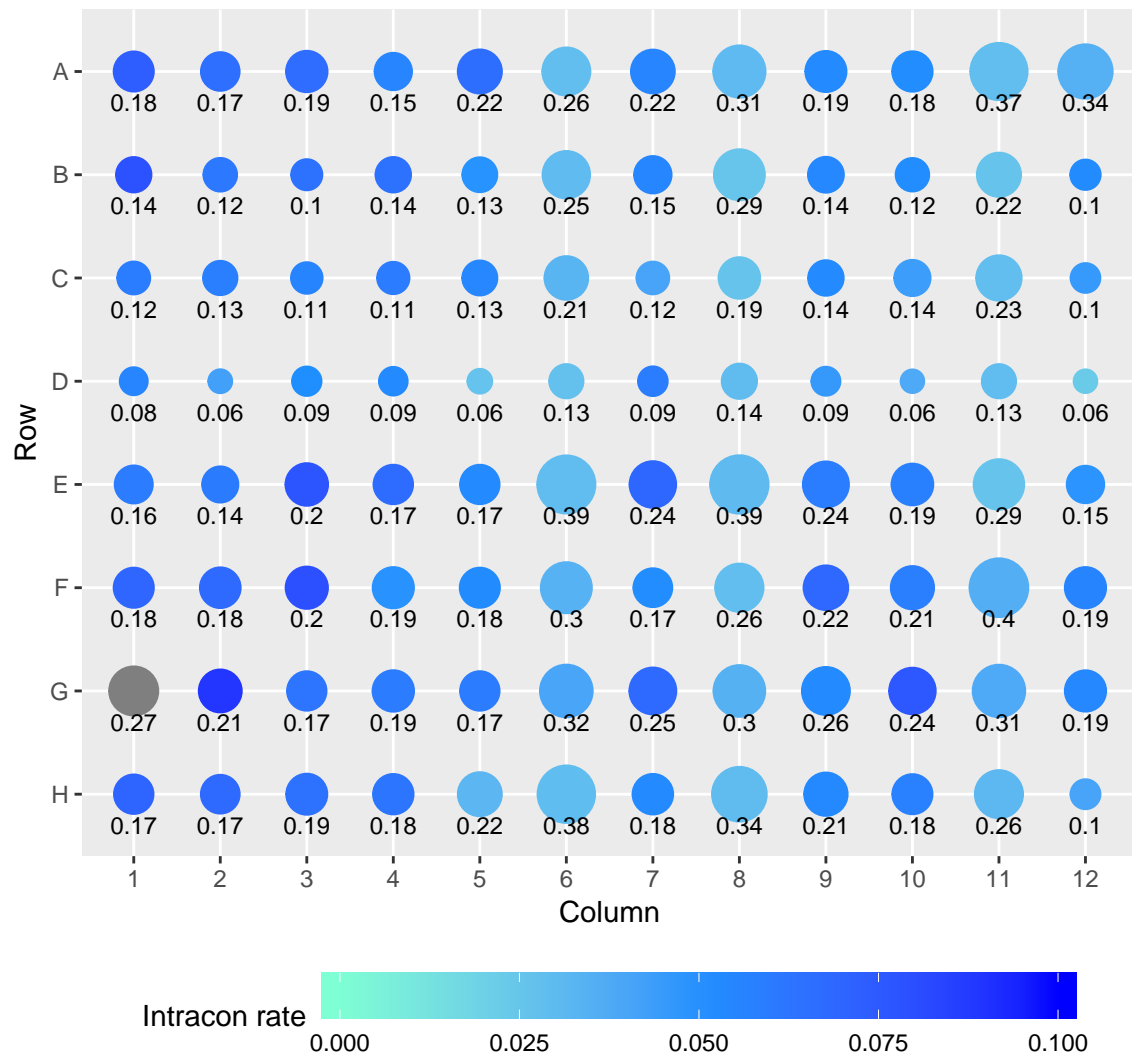 A
0.18 0.17 0.19 0.15 0.22 0.26 0.22 0.31 0.19 0.18 0.37 0.34
B
0.14 0.12 0.1 0.14 0.13 0.25 0.15 0.29 0.14 0.12 0.22 0.1
C
0.12 0.13 0.11 0.11 0.13 0.21 0.12 0.19 0.14 0.14 0.23 0.1
D
0.08 0.06 0.09 0.09 0.06 0.13 0.09 0.14 0.09 0.06 0.13 0.06
Row
E
0.16 0.14 0.2 0.17 0.17 0.39 0.24 0.39 0.24 0.19 0.29 0.15
F
0.18 0.18 0.2 0.19 0.18 0.3 0.17 0.26 0.22 0.21 0.4 0.19
G
0.27 0.21 0.17 0.19 0.17 0.32 0.25 0.3 0.26 0.24 0.31 0.19
H
0.17 0.17 0.19 0.18 0.22 0.38 0.18 0.34 0.21 0.18 0.26 0.1
1 2 3 4 5 6 7 8 9 10 11 12
Column
Intracon rate
0.000 0.025 0.050 0.075 0.100